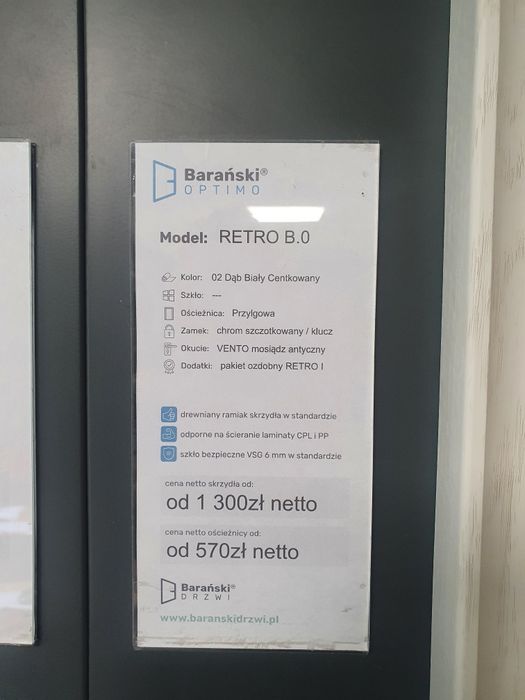 Barański®
OPTIMO
Model: RETRO B.0
Kolor: 02 Dąb Biały Centkowany
Szkło: ---
Ościeżnica: Przylgowa
Zamek: chrom szczotkowany / klucz
Okucie: VENTO mosiądz antyczny
Dodatki: pakiet ozdobny RETRO I
drewniany ramiak skrzydła w standardzie
odporne na ścieranie laminaty CPL i PP
szkło bezpieczne VSG 6 mm w standardzie
cena netto skrzydła od:
od 1 300zł netto
cena netto ościeżnicy od:
od 570zł netto
Barański®
DRZWI
www.baranskidrzwi.pl